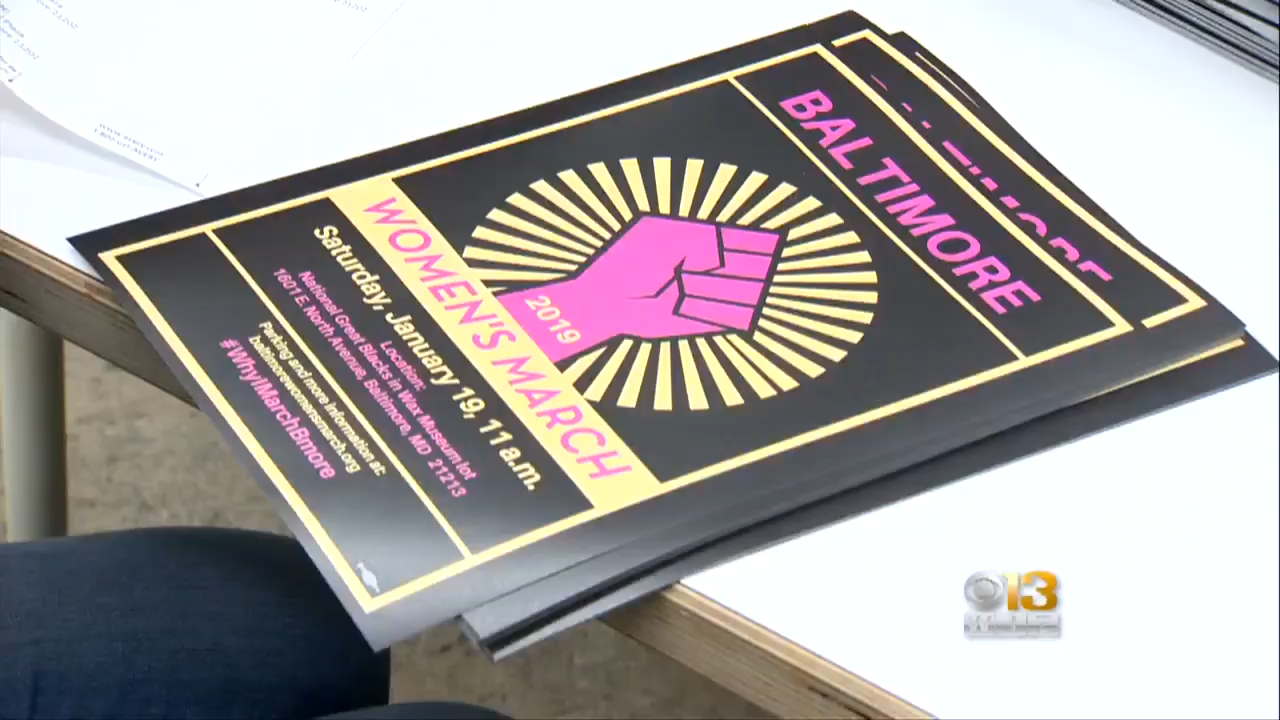 BALTIMORE
2019
WOMEN'S MARCH
Saturday, January 19, 11 a.m.
Location:
National Great Blacks in Wax Museum lot
1601 E. North Avenue, Baltimore, MD 21213
Parking and more information at:
baltimorewomensmarch.org
#WhyIMarchBmore
13